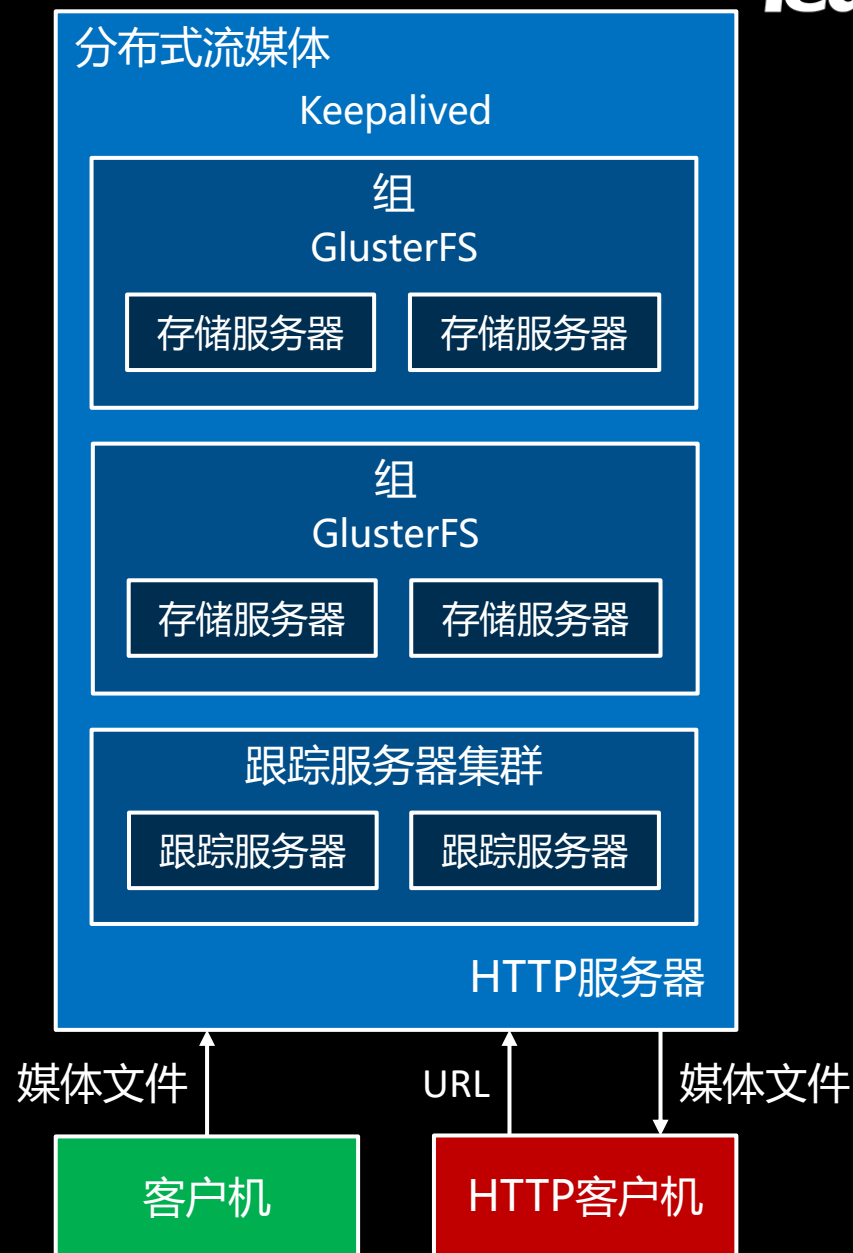 分布式流媒体
Keepalived
组
GlusterFS
存储服务器
存储服务器
组
GlusterFS
存储服务器
存储服务器
跟踪服务器集群
跟踪服务器
跟踪服务器
HTTP服务器
媒体文件
URL
媒体文件
客户机
HTTP客户机